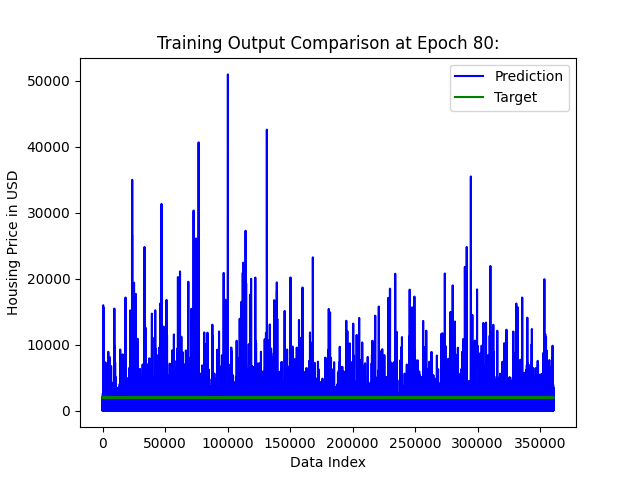 Training Output Comparison at Epoch 80:
Prediction
Target
Housing Price in USD
50000
40000
30000
20000
10000
0
0 50000 100000 150000 200000 250000 300000 350000
Data Index